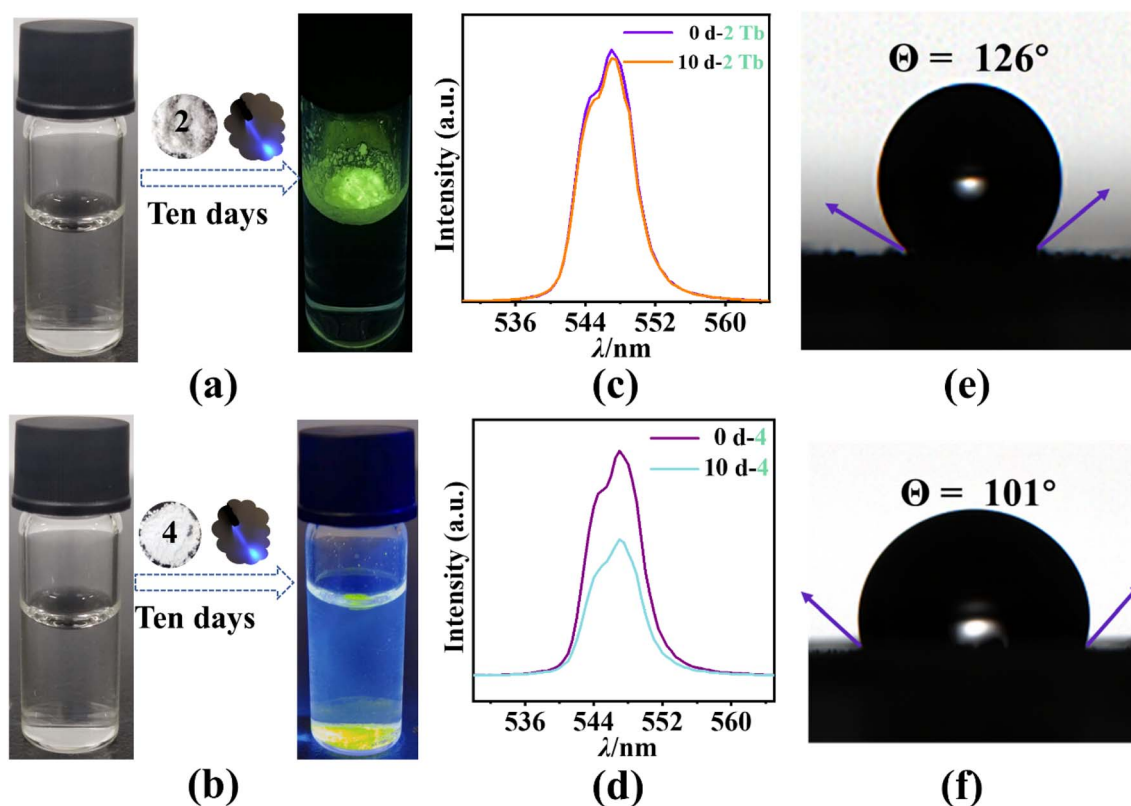 2
Ten days
(a)
0 d-2 Tb
10 d-2 Tb
Intensity (a.u.)
536 544 552 560
λ/nm
(c)
Θ = 126°
(e)
4
Ten days
(b)
0 d-4
10 d-4
Intensity (a.u.)
536 544 552 560
λ/nm
(d)
Θ = 101°
(f)